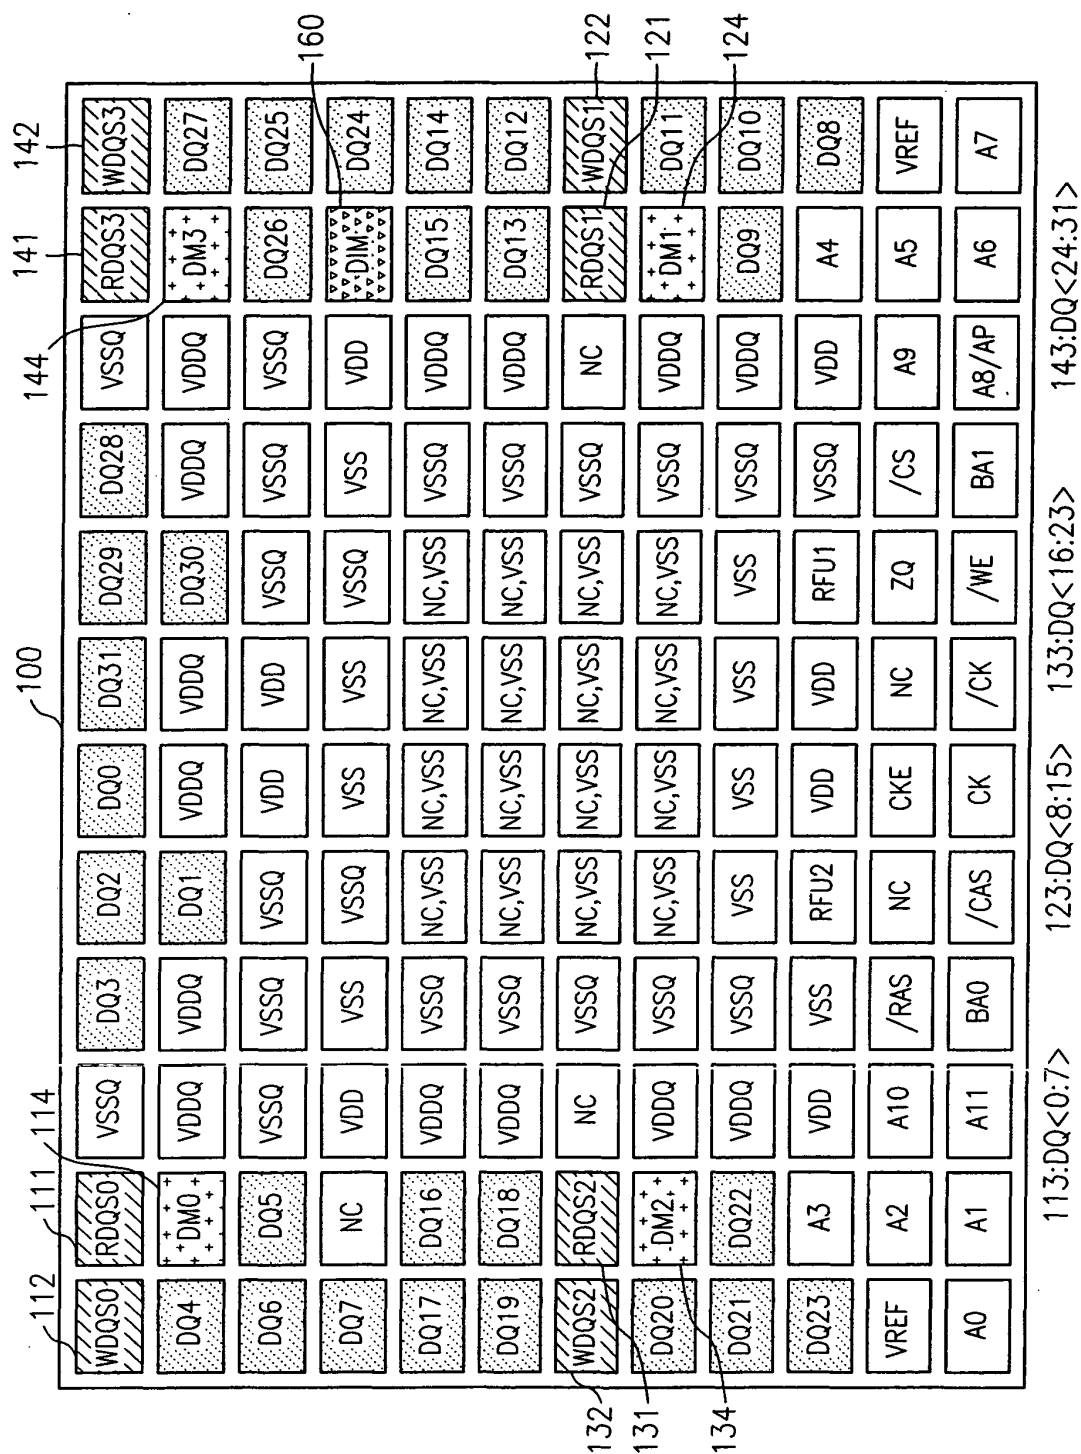 112 111 114 100 144 141 142
WDQS0 RDQS0 VSSQ DQ3 DQ2 DQ0 DQ31 DQ29 DQ28 VSSQ RDQS3 WDQS3
DQ4 DM0 VDDQ VDDQ DQ1 VDDQ VDDQ DQ30 VDDQ VDDQ DM3 DQ27
DQ6 DQ5 VSSQ VSSQ VSSQ VDD VDD VSSQ VSSQ VSSQ DQ26 DQ25
160
DQ7 NC VDD VSS VSSQ VSS VSS VSSQ VSS VDD DIM DQ24
DQ17 DQ16 VDDQ VSSQ NC,VSS NC,VSS NC,VSS NC,VSS VSSQ VDDQ DQ15 DQ14
DQ19 DQ18 VDDQ VSSQ NC,VSS NC,VSS NC,VSS NC,VSS VSSQ VDDQ DQ13 DQ12
132 WDQS2 RDQS2 NC VSSQ NC,VSS NC,VSS NC,VSS NC,VSS VSSQ NC RDQS1 WDQS1 122
131 DQ20 DM2 VDDQ VSSQ NC,VSS NC,VSS NC,VSS NC,VSS VSSQ VDDQ DM1 DQ11 121
134 DQ21 DQ22 VDDQ VSSQ VSS VSS VSS VSS VSSQ VDDQ DQ9 DQ10 124
DQ23 A3 VDD VSS RFU2 VDD VDD RFU1 VSSQ VDD A4 DQ8
VREF A2 A10 /RAS NC CKE NC ZQ /CS A9 A5 VREF
A0 A1 A11 BA0 /CAS CK /CK /WE BA1 A8/AP A6 A7
113:DQ<0:7> 123:DQ<8:15> 133:DQ<16:23> 143:DQ<24:31>